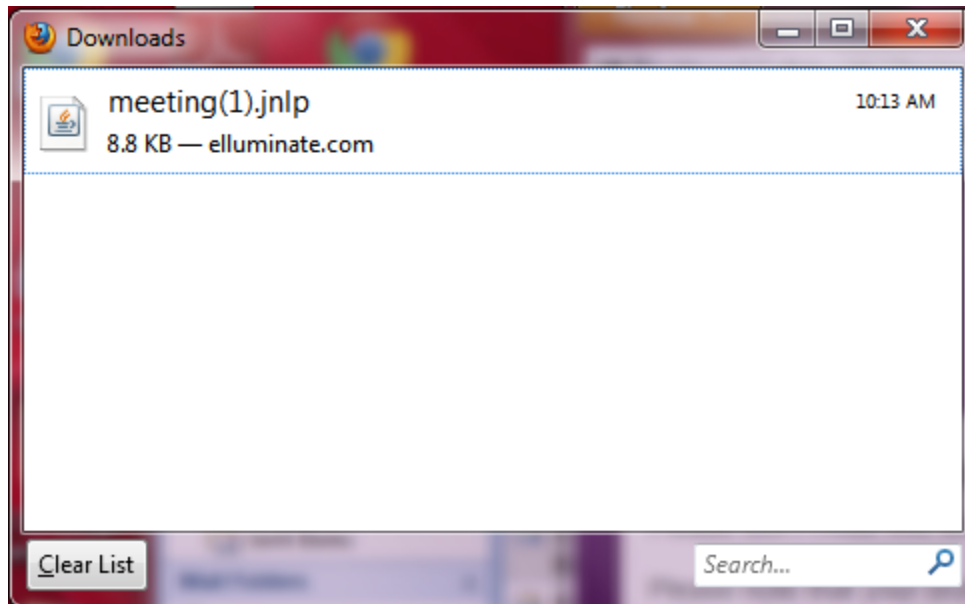 Downloads
meeting(1).jnlp
10:13 AM
8.8 KB — elluminate.com
Clear List
Search...